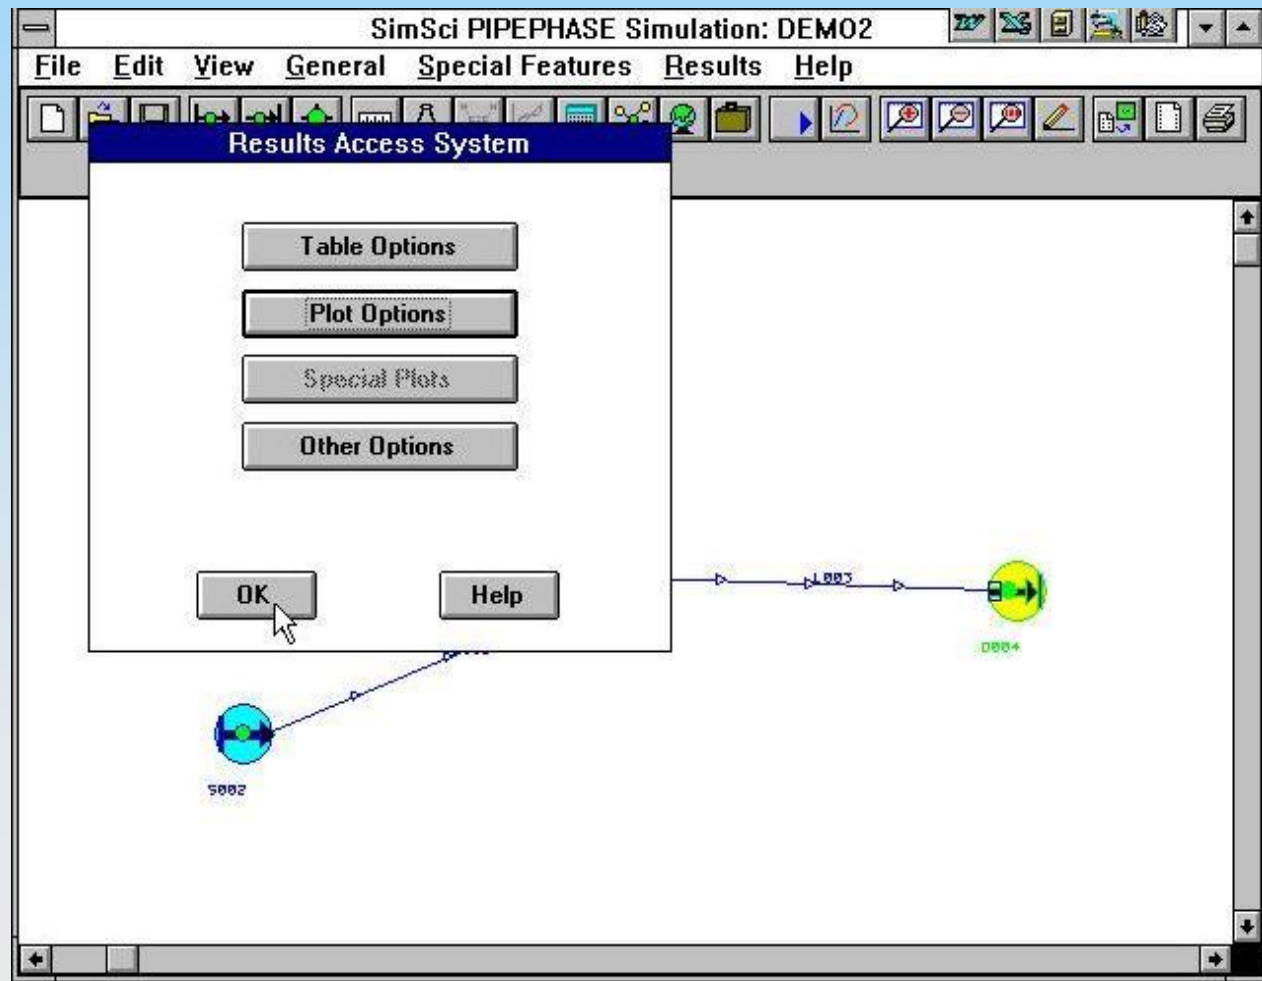 SimSci PIPEPHASE Simulation: DEMO2
File Edit View General Special Features Results Help
Results Access System
Table Options
Plot Options
Special Plots
Other Options
OK
Help
L003
D004
S002